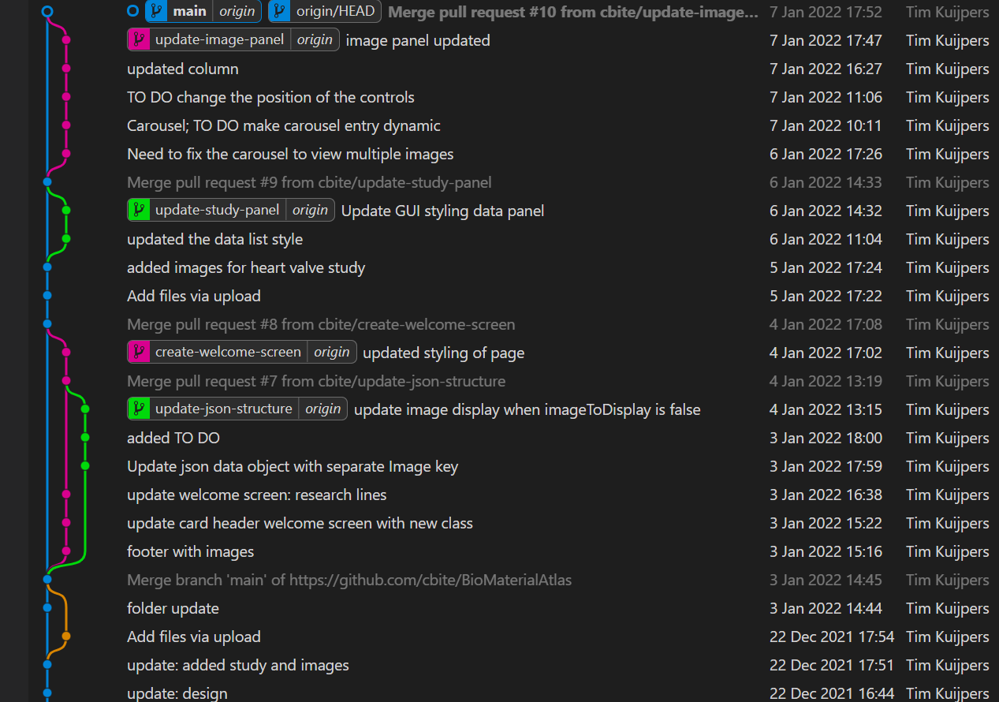 main origin origin/HEAD Merge pull request #10 from cbite/update-image... 7 Jan 2022 17:52 Tim Kuijpers
update-image-panel origin image panel updated 7 Jan 2022 17:47 Tim Kuijpers
updated column 7 Jan 2022 16:27 Tim Kuijpers
TO DO change the position of the controls 7 Jan 2022 11:06 Tim Kuijpers
Carousel; TO DO make carousel entry dynamic 7 Jan 2022 10:11 Tim Kuijpers
Need to fix the carousel to view multiple images 6 Jan 2022 17:26 Tim Kuijpers
Merge pull request #9 from cbite/update-study-panel 6 Jan 2022 14:33 Tim Kuijpers
update-study-panel origin Update GUI styling data panel 6 Jan 2022 14:32 Tim Kuijpers
updated the data list style 6 Jan 2022 11:04 Tim Kuijpers
added images for heart valve study 5 Jan 2022 17:24 Tim Kuijpers
Add files via upload 5 Jan 2022 17:22 Tim Kuijpers
Merge pull request #8 from cbite/create-welcome-screen 4 Jan 2022 17:08 Tim Kuijpers
create-welcome-screen origin updated styling of page 4 Jan 2022 17:02 Tim Kuijpers
Merge pull request #7 from cbite/update-json-structure 4 Jan 2022 13:19 Tim Kuijpers
update-json-structure origin update image display when imageToDisplay is false 4 Jan 2022 13:15 Tim Kuijpers
added TO DO 3 Jan 2022 18:00 Tim Kuijpers
Update json data object with separate Image key 3 Jan 2022 17:59 Tim Kuijpers
update welcome screen: research lines 3 Jan 2022 16:38 Tim Kuijpers
update card header welcome screen with new class 3 Jan 2022 15:22 Tim Kuijpers
footer with images 3 Jan 2022 15:16 Tim Kuijpers
Merge branch 'main' of https://github.com/cbite/BioMaterialAtlas 3 Jan 2022 14:45 Tim Kuijpers
folder update 3 Jan 2022 14:44 Tim Kuijpers
Add files via upload 22 Dec 2021 17:54 Tim Kuijpers
update: added study and images 22 Dec 2021 17:51 Tim Kuijpers
update: design 22 Dec 2021 16:44 Tim Kuijpers